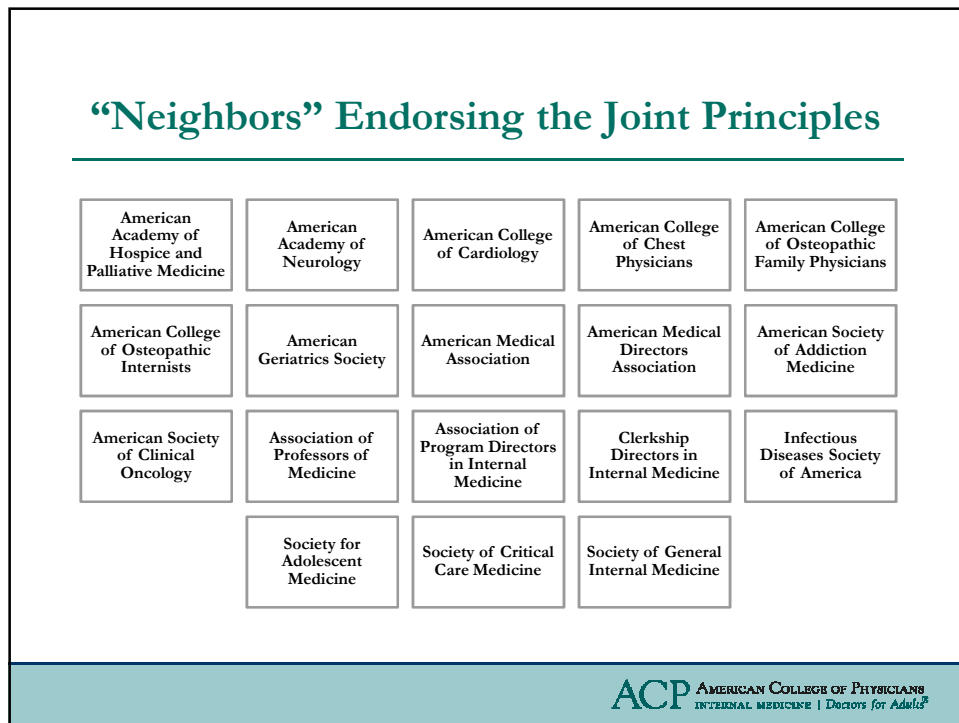 “Neighbors” Endorsing the Joint Principles
American
Academy of
Hospice and
Palliative Medicine
American
Academy of
Neurology
American College
of Cardiology
American College
of Chest
Physicians
American College
of Osteopathic
Family Physicians
American College
of Osteopathic
Internists
American
Geriatrics Society
American Medical
Association
American Medical
Directors
Association
American Society
of Addiction
Medicine
American Society
of Clinical
Oncology
Association of
Professors of
Medicine
Association of
Program Directors
in Internal
Medicine
Clerkship
Directors in
Internal Medicine
Infectious
Diseases Society
of America
Society for
Adolescent
Medicine
Society of Critical
Care Medicine
Society of General
Internal Medicine
ACP AMERICAN COLLEGE OF PHYSICIANS
INTERNAL MEDICINE | Doctors for Adults®